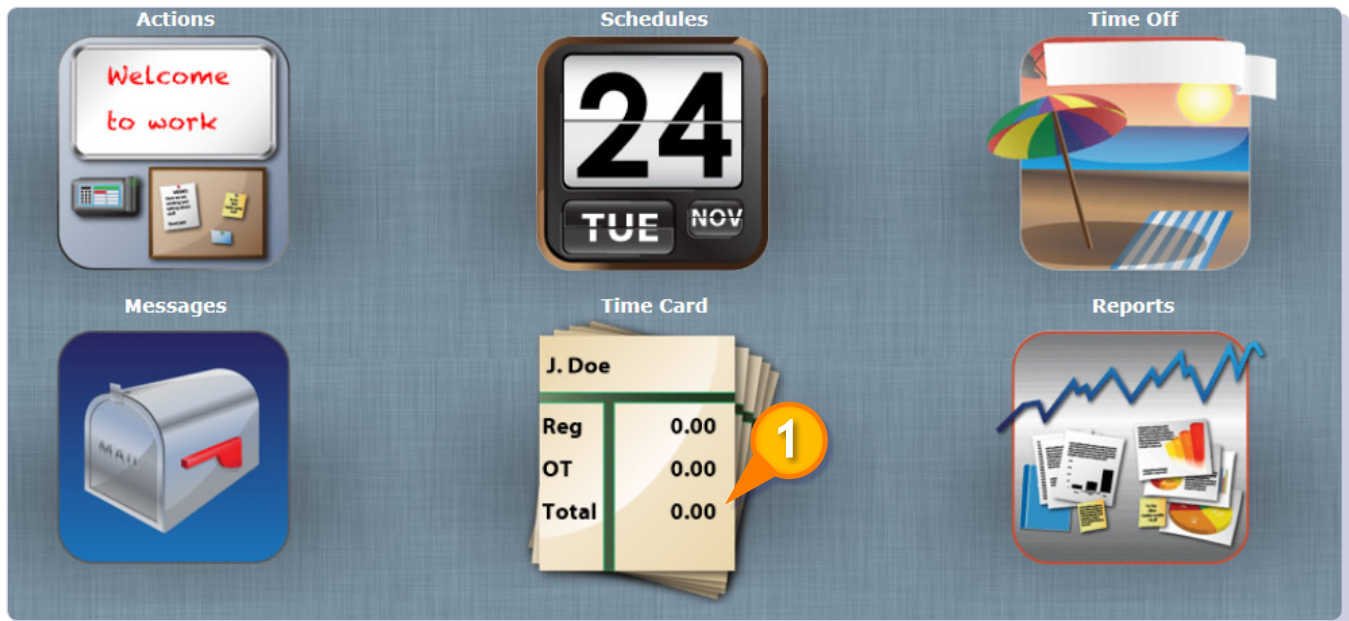 Actions
Schedules
Time Off
Welcome
to work
24
TUE
NOV
Messages
Time Card
Reports
MAIL
J. Doe
Reg 0.00
OT 0.00
Total 0.00
1